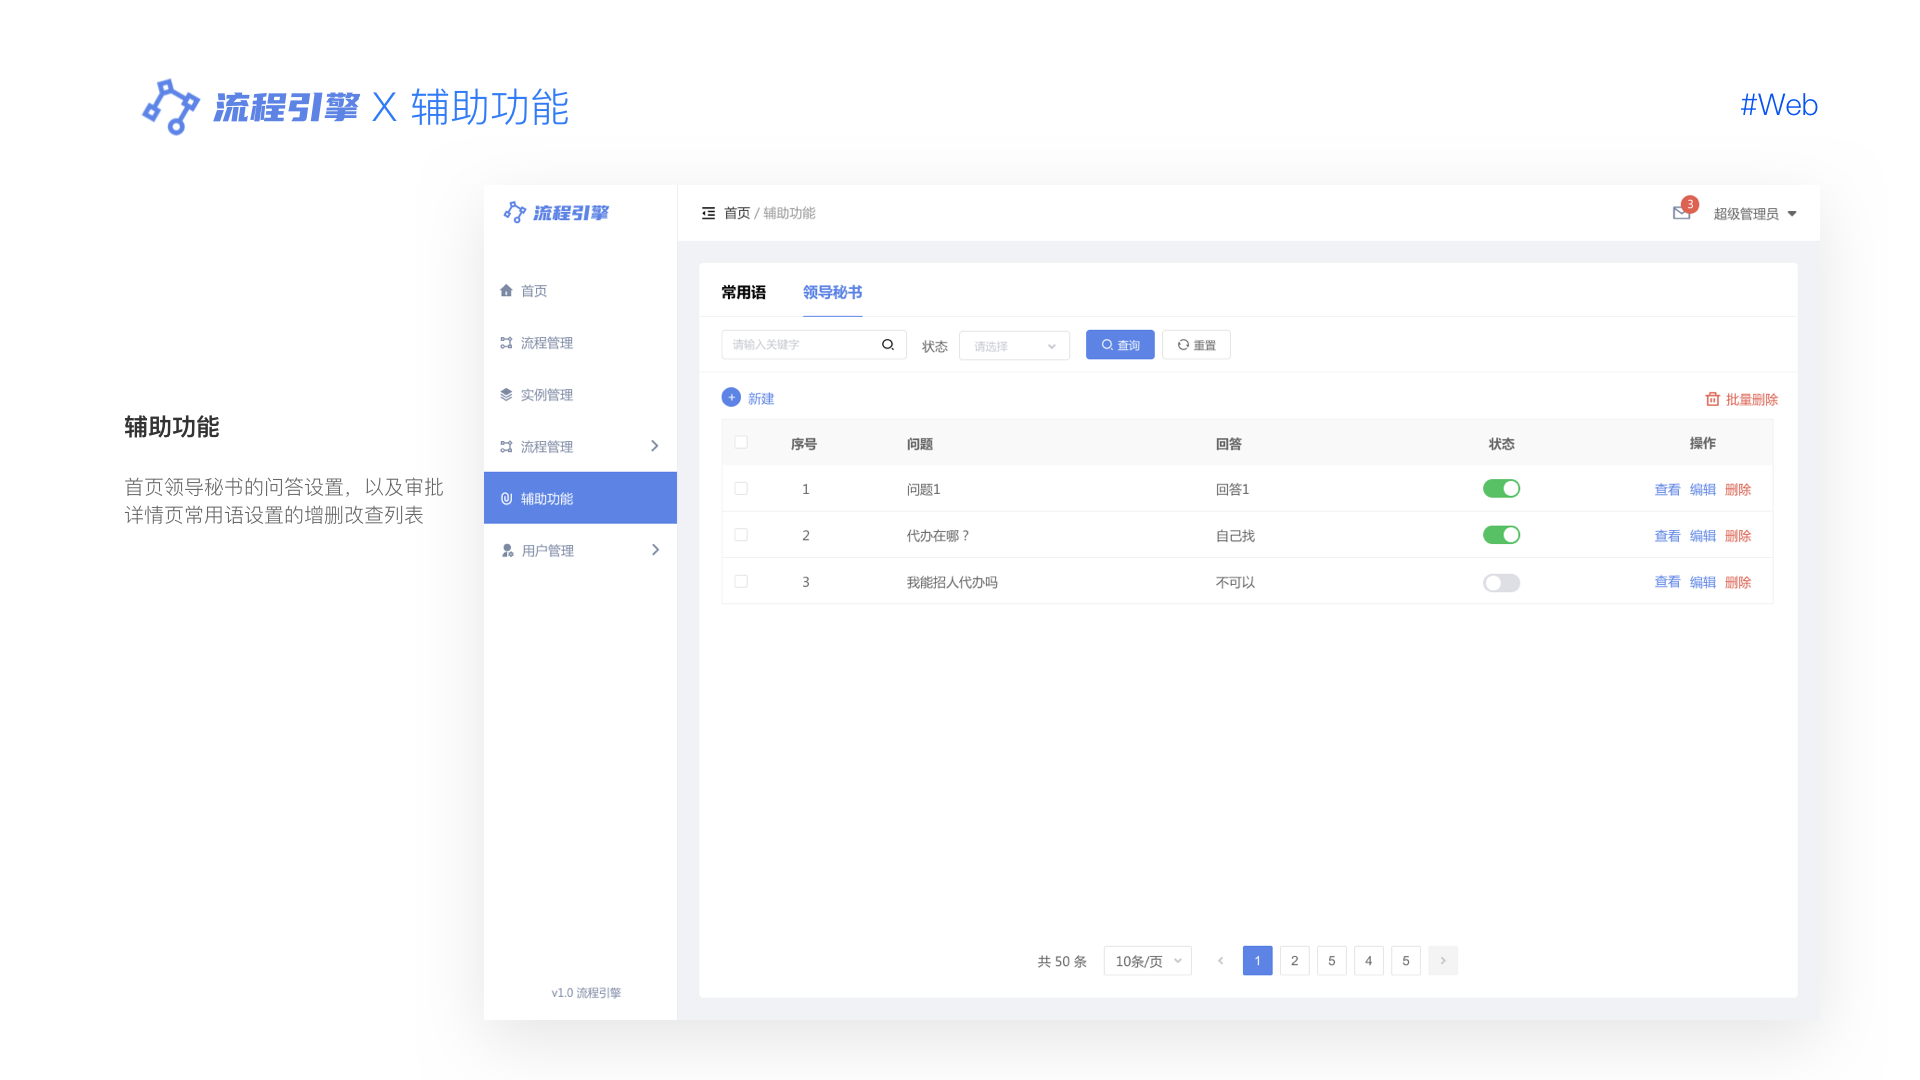 流程引擎 X 辅助功能
#Web
流程引擎
首页 / 辅助功能
3
超级管理员
首页
流程管理
实例管理
流程管理
辅助功能
用户管理
v1.0 流程引擎
辅助功能
首页领导秘书的问答设置，以及审批
详情页常用语设置的增删改查列表
常用语 领导秘书
请输入关键字 状态 请选择 查询 重置
新建 批量删除
序号 问题 回答 状态 操作
1 问题1 回答1 查看 编辑 删除
2 代办在哪？ 自己找 查看 编辑 删除
3 我能招人代办吗 不可以 查看 编辑 删除
共 50 条 10条/页 1 2 5 4 5